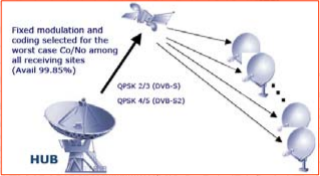 Fixed modulation and
coding selected for the
worst case Co/No among
all receiving sites
(Avail 99.85%)
QPSK 2/3 (DVB-S)
QPSK 4/5 (DVB-S2)
HUB